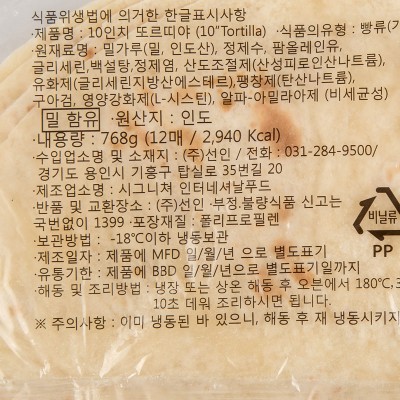 식품위생법에 의거한 한글표시사항
·제품명 : 10인치 또르띠야 (10"Tortilla) ·식품의유형 : 빵류(가
·원재료명 : 밀가루(밀, 인도산), 정제수, 팜올레인유,
글리세린,백설탕,정제염, 산도조절제(산성피로인산나트륨),
유화제(글리세린지방산에스테르),팽창제(탄산나트륨),
구아검, 영양강화제(L-시스틴), 알파-아밀라아제 (비세균성)
밀 함유 ·원산지 : 인도
·내용량 : 768g (12매 / 2,940 Kcal)
·수입업소명 및 소재지 : (주)선인 / 전화 : 031-284-9500/
경기도 용인시 기흥구 탑실로 35번길 20
·제조업소명 : 시그니쳐 인터네셔날푸드
·반품 및 교환장소 : (주)선인 ·부정.불량식품 신고는
국번없이 1399 ·포장재질 : 폴리프로필렌
·보관방법 : -18℃이하 냉동보관
·제조일자 : 제품에 MFD 일/월/년 으로 별도표기
·유통기한 : 제품에 BBD 일/월/년으로 별도표기일까지
·해동 및 조리방법 : 냉장 또는 상온 해동 후 오븐에서 180℃,3
10초 데워 조리하시면 됩니다.
※ 주의사항 : 이미 냉동된 바 있으니, 해동 후 재 냉동시키지
비닐류
PP